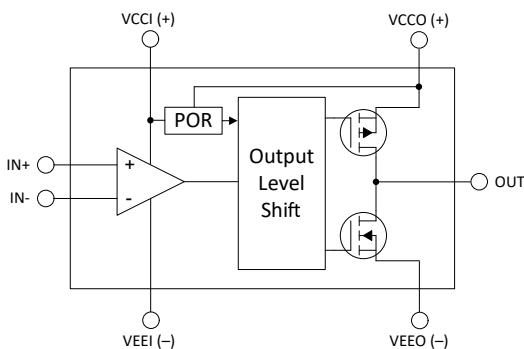 VCCI (+)
VCCO (+)
POR
IN+
+
Output
Level
Shift
OUT
IN-
-
VEEI (–)
VEEO (–)